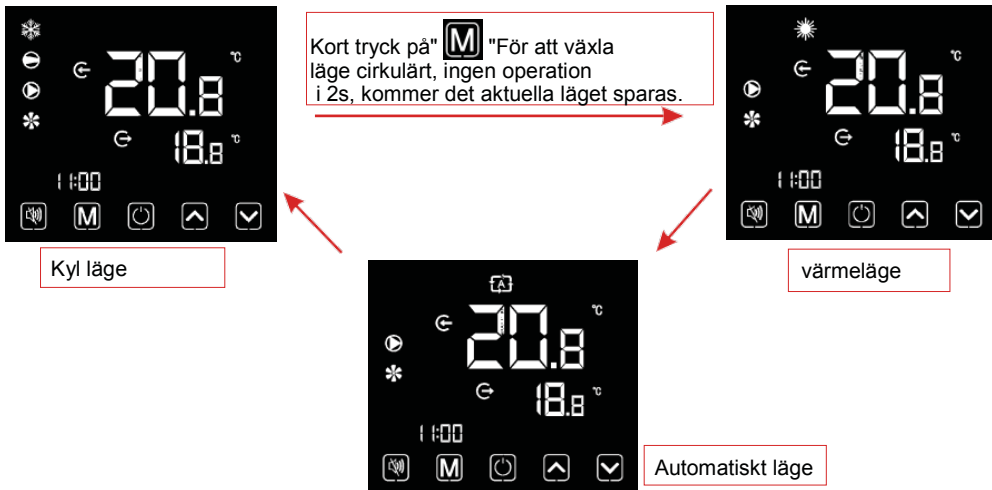 20.8 °C
18.8 °C
11:00
M
Kyl läge
Kort tryck på" M "För att växla
läge cirkulärt, ingen operation
i 2s, kommer det aktuella läget sparas.
20.8 °C
18.8 °C
11:00
M
värmeläge
A
20.8 °C
18.8 °C
11:00
M
Automatiskt läge